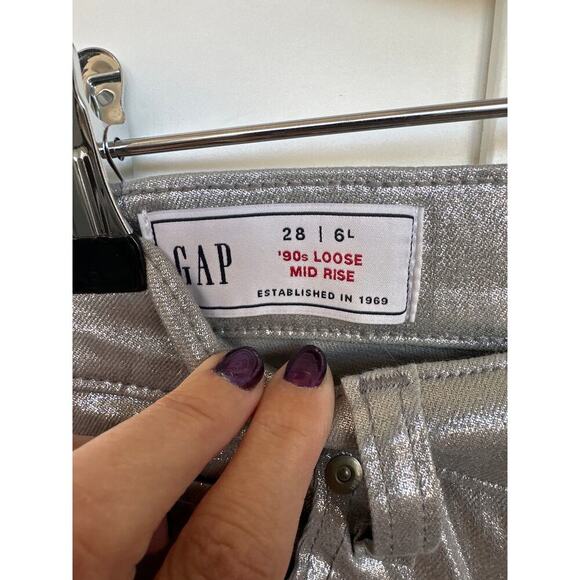 GAP
28 | 6L
'90s LOOSE
MID RISE
ESTABLISHED IN 1969